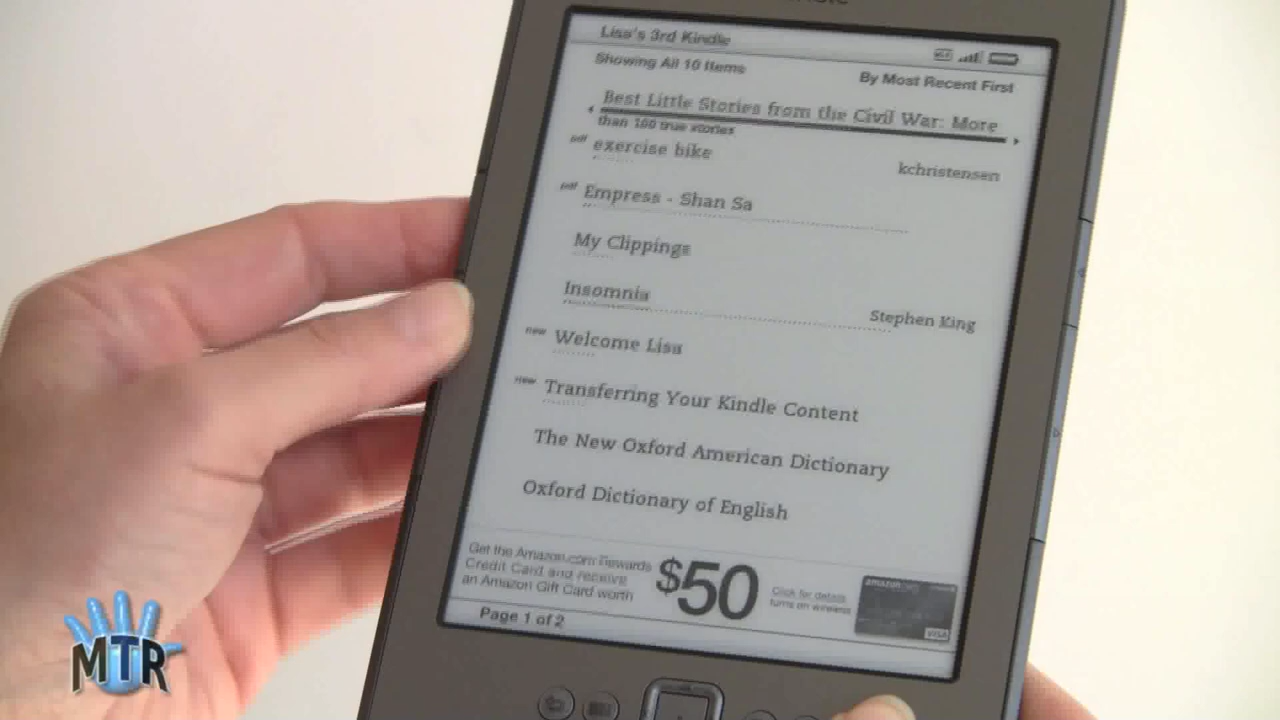 Lisa's 3rd Kindle
Showing All 10 Items
By Most Recent First
Best Little Stories from the Civil War: More
than 100 true stories
pdf exercise bike kchristensen
pdf Empress - Shan Sa
My Clippings
Insomnia Stephen King
new Welcome Lisa
new Transferring Your Kindle Content
The New Oxford American Dictionary
Oxford Dictionary of English
Get the Amazon.com Rewards
Credit Card and receive
an Amazon Gift Card worth
$50
Click for details
turns on wireless
amazon.com
VISA
Page 1 of 2
MTR